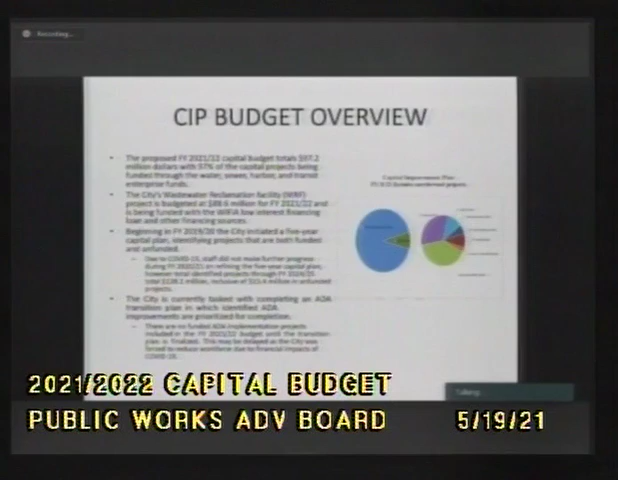 Recording...
CIP BUDGET OVERVIEW
The proposed FY 2021/22 capital budget totals $97.2
million dollars with 97% of the capital projects being
funded through the water, sewer, harbor, and transit
enterprise funds.
The City's Wastewater Reclamation facility (WRF)
project is budgeted at $89.6 million for FY 2021/22 and
is being funded with the WIFIA low interest financing
loan and other financing sources.
Beginning in FY 2019/20 the City initiated a five-year
capital plan, identifying projects that are both funded
and unfunded.
Due to COVID-19, staff did not make further progress
during FY 2020/21 on refining the five-year capital plan;
however total identified projects through FY 2024/25
total
million, inclusive of
million in unfunded
projects.
The City is currently tasked with completing an ADA
transition plan in which identified ADA
improvements are prioritized for completion.
There are no funded ADA implementation projects
included in the FY 2021/22 budget until the transition
plan is finalized. This may be delayed as the City was
forced to reduce workforce due to financial impacts of
COVID-19.
Capital Improvement Plan
Talking:
2021/2022 CAPITAL BUDGET
PUBLIC WORKS ADV BOARD 5/19/21